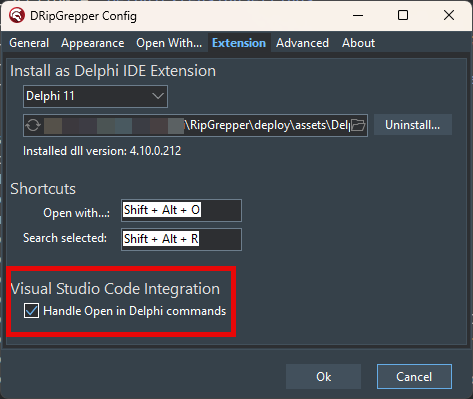 DRipGrepper Config
General Appearance Open With... Extension Advanced About
Install as Delphi IDE Extension
Delphi 11
\RipGrepper\deploy\assets\Delp
Uninstall...
Installed dll version: 4.10.0.212
Shortcuts
Open with...: Shift + Alt + O
Search selected: Shift + Alt + R
Visual Studio Code Integration
Handle Open in Delphi commands
Ok Cancel